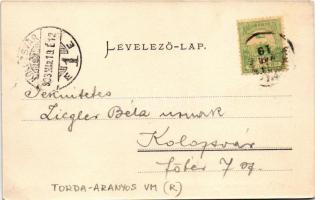 LEVELEZŐ-LAP.
Tekintetes
Ziegler Béla urnak
Kolozsvár
főtér 7 sz.
TORDA-ARANYOS VM (R.)